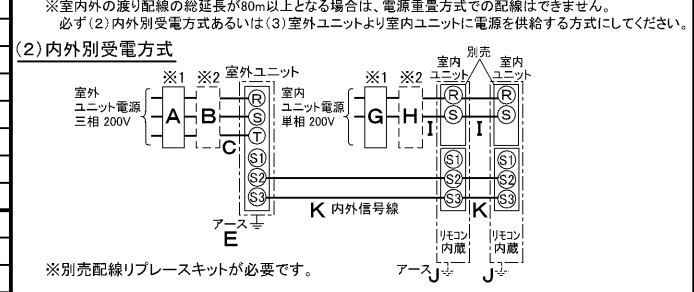 ※室内外の渡り配線の総延長が80m以上となる場合は、電源重畳方式での配線はできません。
必ず(2)内外別受電方式あるいは(3)室外ユニットより室内ユニットに電源を供給する方式にしてください。
(2)内外別受電方式
別売
※1 ※2 室外ユニット ※1 ※2 室内ユニット 室内ユニット
室外
ユニット電源
三相 200V
A B C
R
S
T
S1
S2
S3
室内
ユニット電源
単相 200V
G H I I
R R
S S
S1 S1
S2 S2
S3 S3
K 内外信号線 K
アース
E
リモコン内蔵 リモコン内蔵
アース J J
※別売配線リプレースキットが必要です。